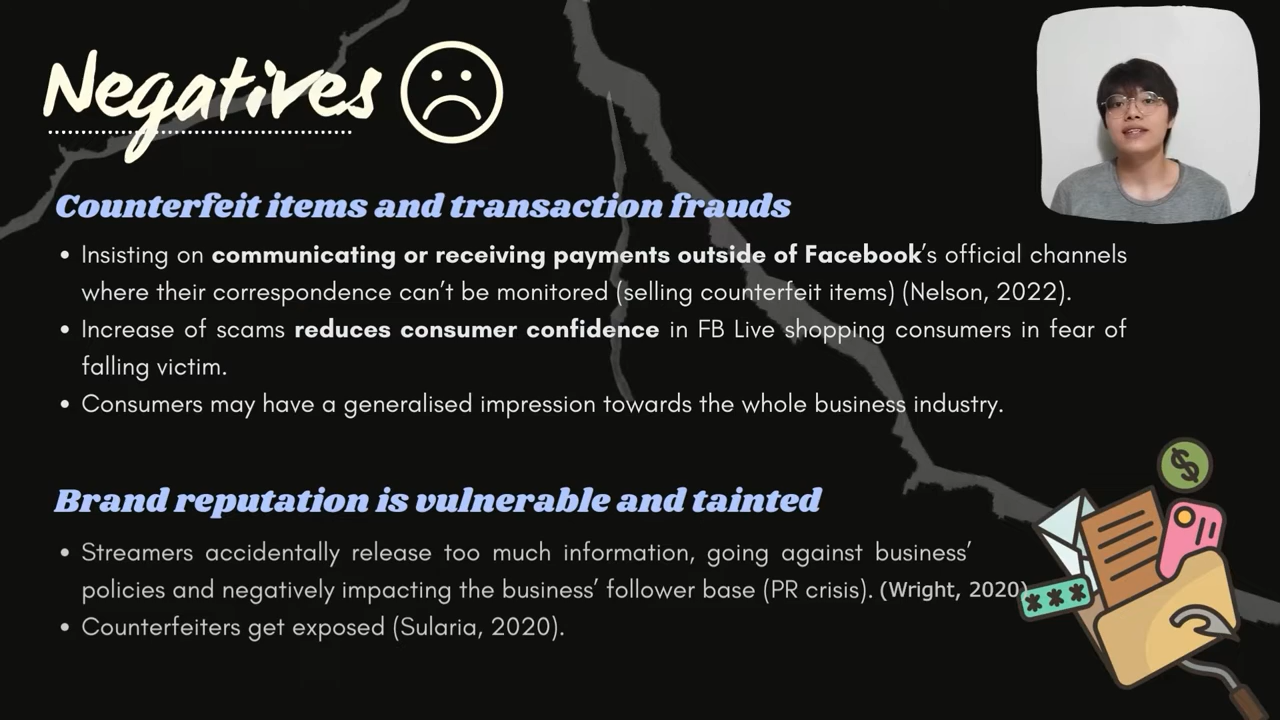 Negatives
Counterfeit items and transaction frauds
• Insisting on communicating or receiving payments outside of Facebook's official channels
where their correspondence can't be monitored (selling counterfeit items) (Nelson, 2022).
• Increase of scams reduces consumer confidence in FB Live shopping consumers in fear of
falling victim.
• Consumers may have a generalised impression towards the whole business industry.
Brand reputation is vulnerable and tainted
• Streamers accidentally release too much information, going against business'
policies and negatively impacting the business' follower base (PR crisis). (Wright, 2020)
• Counterfeiters get exposed (Sularia, 2020).
$
***